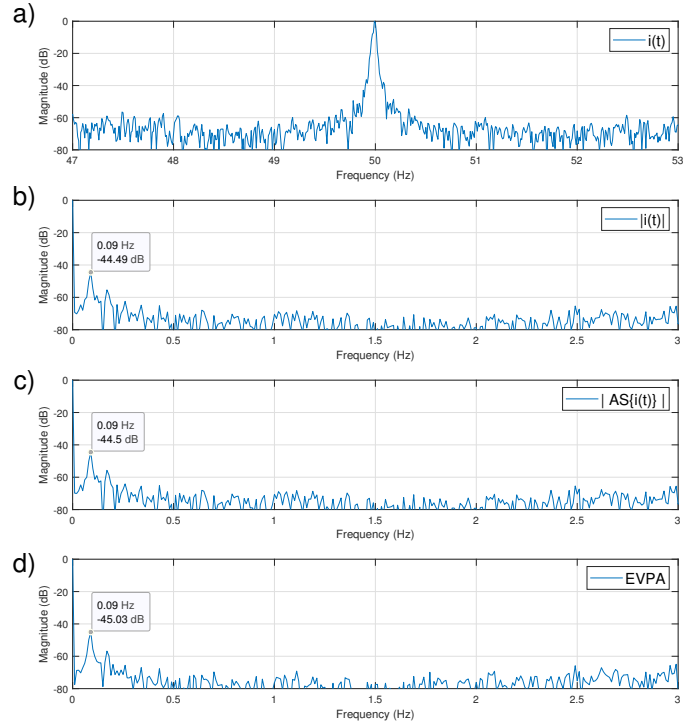 a)
i(t)
Magnitude (dB)
0
-20
-40
-60
-80
47 48 49 50 51 52 53
Frequency (Hz)
b)
|i(t)|
0.09 Hz
-44.49 dB
Magnitude (dB)
0
-20
-40
-60
-80
0 0.5 1 1.5 2 2.5 3
Frequency (Hz)
c)
| AS{i(t)} |
0.09 Hz
-44.5 dB
Magnitude (dB)
0
-20
-40
-60
-80
0 0.5 1 1.5 2 2.5 3
Frequency (Hz)
d)
EVPA
0.09 Hz
-45.03 dB
Magnitude (dB)
0
-20
-40
-60
-80
0 0.5 1 1.5 2 2.5 3
Frequency (Hz)